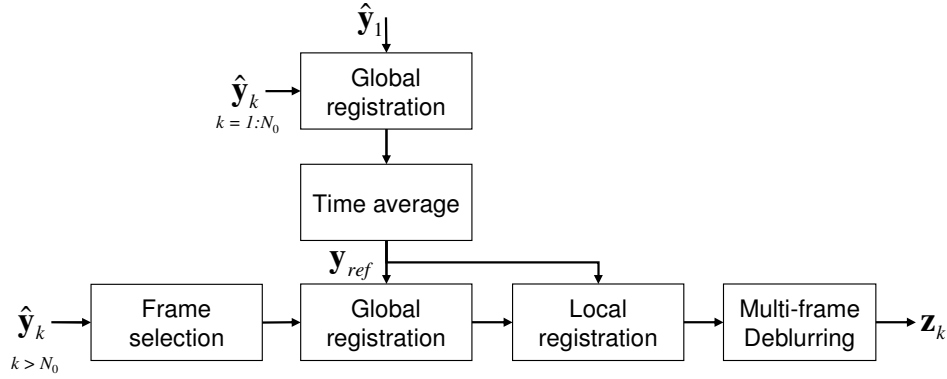 ŷ₁
Global
registration
ŷₖ
k = 1:N₀
Time average
y_ref
ŷₖ
k > N₀
Frame
selection
Global
registration
Local
registration
Multi-frame
Deblurring
zₖ